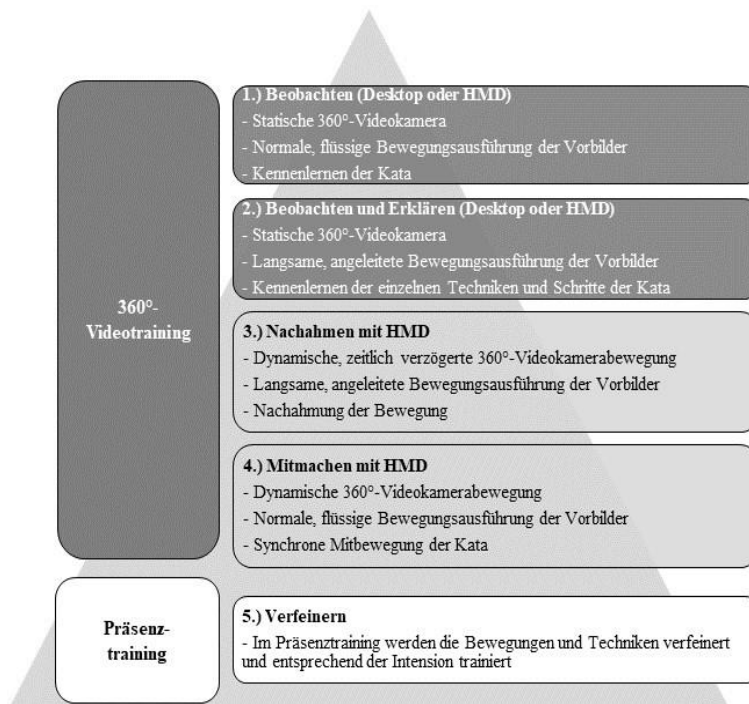 360°-
Videotraining
1.) Beobachten (Desktop oder HMD)
- Statische 360°-Videokamera
- Normale, flüssige Bewegungsausführung der Vorbilder
- Kennenlernen der Kata
2.) Beobachten und Erklären (Desktop oder HMD)
- Statische 360°-Videokamera
- Langsame, angeleitete Bewegungsausführung der Vorbilder
- Kennenlernen der einzelnen Techniken und Schritte der Kata
3.) Nachahmen mit HMD
- Dynamische, zeitlich verzögerte 360°-Videokamerabewegung
- Langsame, angeleitete Bewegungsausführung der Vorbilder
- Nachahmung der Bewegung
4.) Mitmachen mit HMD
- Dynamische 360°-Videokamerabewegung
- Normale, flüssige Bewegungsausführung der Vorbilder
- Synchrone Mitbewegung der Kata
Präsenz-
training
5.) Verfeinern
- Im Präsenztraining werden die Bewegungen und Techniken verfeinert
und entsprechend der Intension trainiert